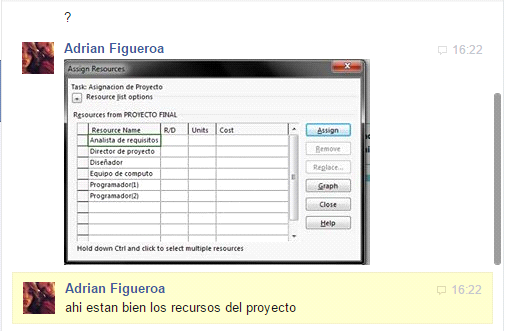 ?
Adrian Figueroa 16:22
Assign Resources
Task: Asignacion de Proyecto
Resource list options
Resources from PROYECTO FINAL
Resource Name R/D Units Cost
Analista de requisitos
Director de proyecto
Diseñador
Equipo de computo
Programador(1)
Programador(2)
Assign
Remove
Replace...
Graph
Close
Help
Hold down Ctrl and click to select multiple resources
Adrian Figueroa 16:22
ahi estan bien los recursos del proyecto